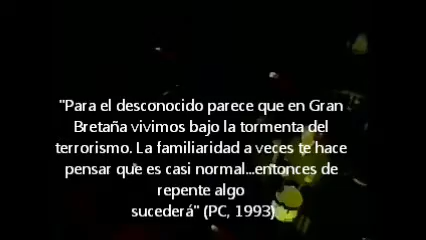 "Para el desconocido parece que en Gran
Bretaña vivimos bajo la tormenta del
terrorismo. La familiaridad a veces te hace
pensar que es casi normal...entonces de
repente algo
sucederá" (PC, 1993)